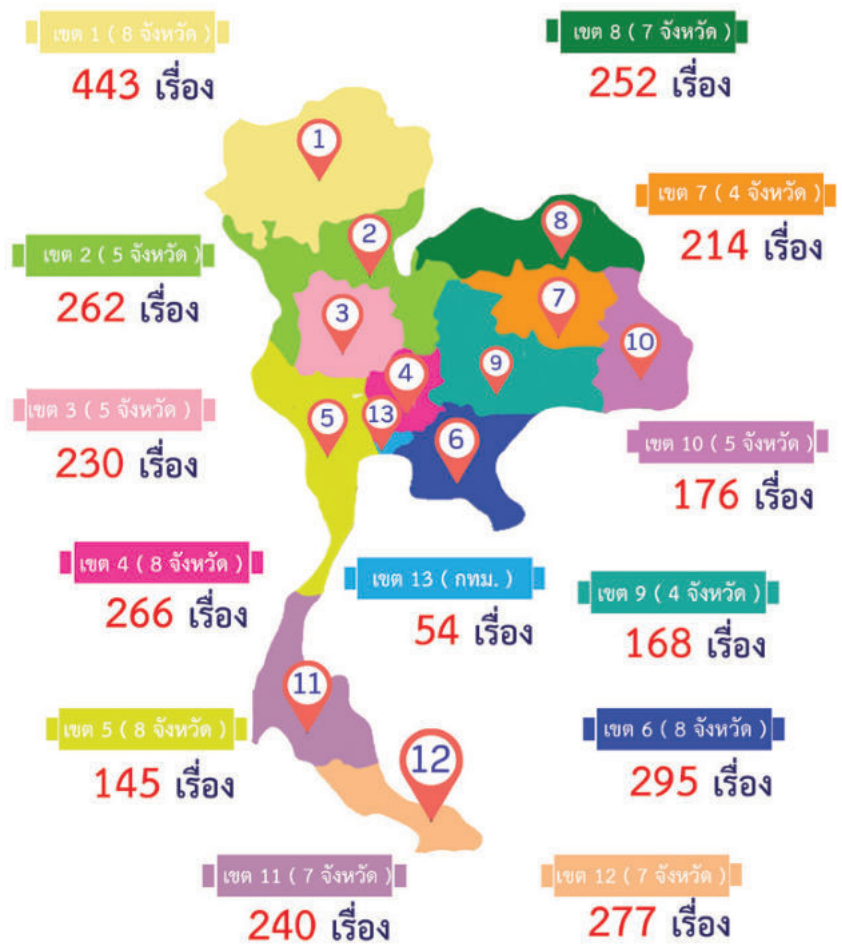 เขต 1 ( 8 จังหวัด )
443 เรื่อง
เขต 8 ( 7 จังหวัด )
252 เรื่อง
1
เขต 7 ( 4 จังหวัด )
214 เรื่อง
8
2
เขต 2 ( 5 จังหวัด )
262 เรื่อง
7
3
10
9
4
เขต 3 ( 5 จังหวัด )
230 เรื่อง
5
13
6
เขต 10 ( 5 จังหวัด )
176 เรื่อง
เขต 4 ( 8 จังหวัด )
266 เรื่อง
เขต 13 ( กทม. )
54 เรื่อง
เขต 9 ( 4 จังหวัด )
168 เรื่อง
11
เขต 5 ( 8 จังหวัด )
145 เรื่อง
12
เขต 6 ( 8 จังหวัด )
295 เรื่อง
เขต 11 ( 7 จังหวัด )
240 เรื่อง
เขต 12 ( 7 จังหวัด )
277 เรื่อง